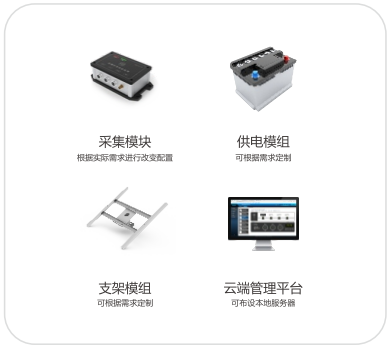 采集模块
供电模组
根据实际需求进行改变配置
可根据需求定制
支架模组
云端管理平台
可根据需求定制
可布设本地服务器